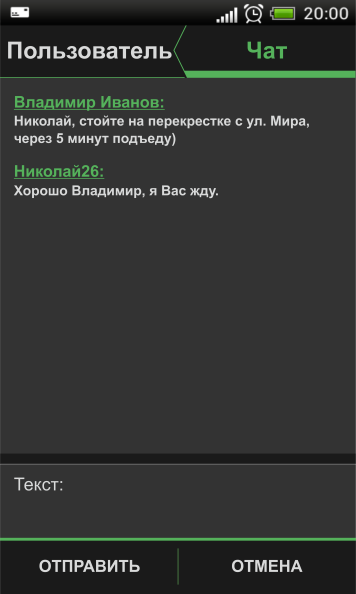 20:00
Пользователь Чат
Владимир Иванов:
Николай, стойте на перекрестке с ул. Мира,
через 5 минут подъеду)
Николай26:
Хорошо Владимир, я Вас жду.
Текст:
ОТПРАВИТЬ ОТМЕНА